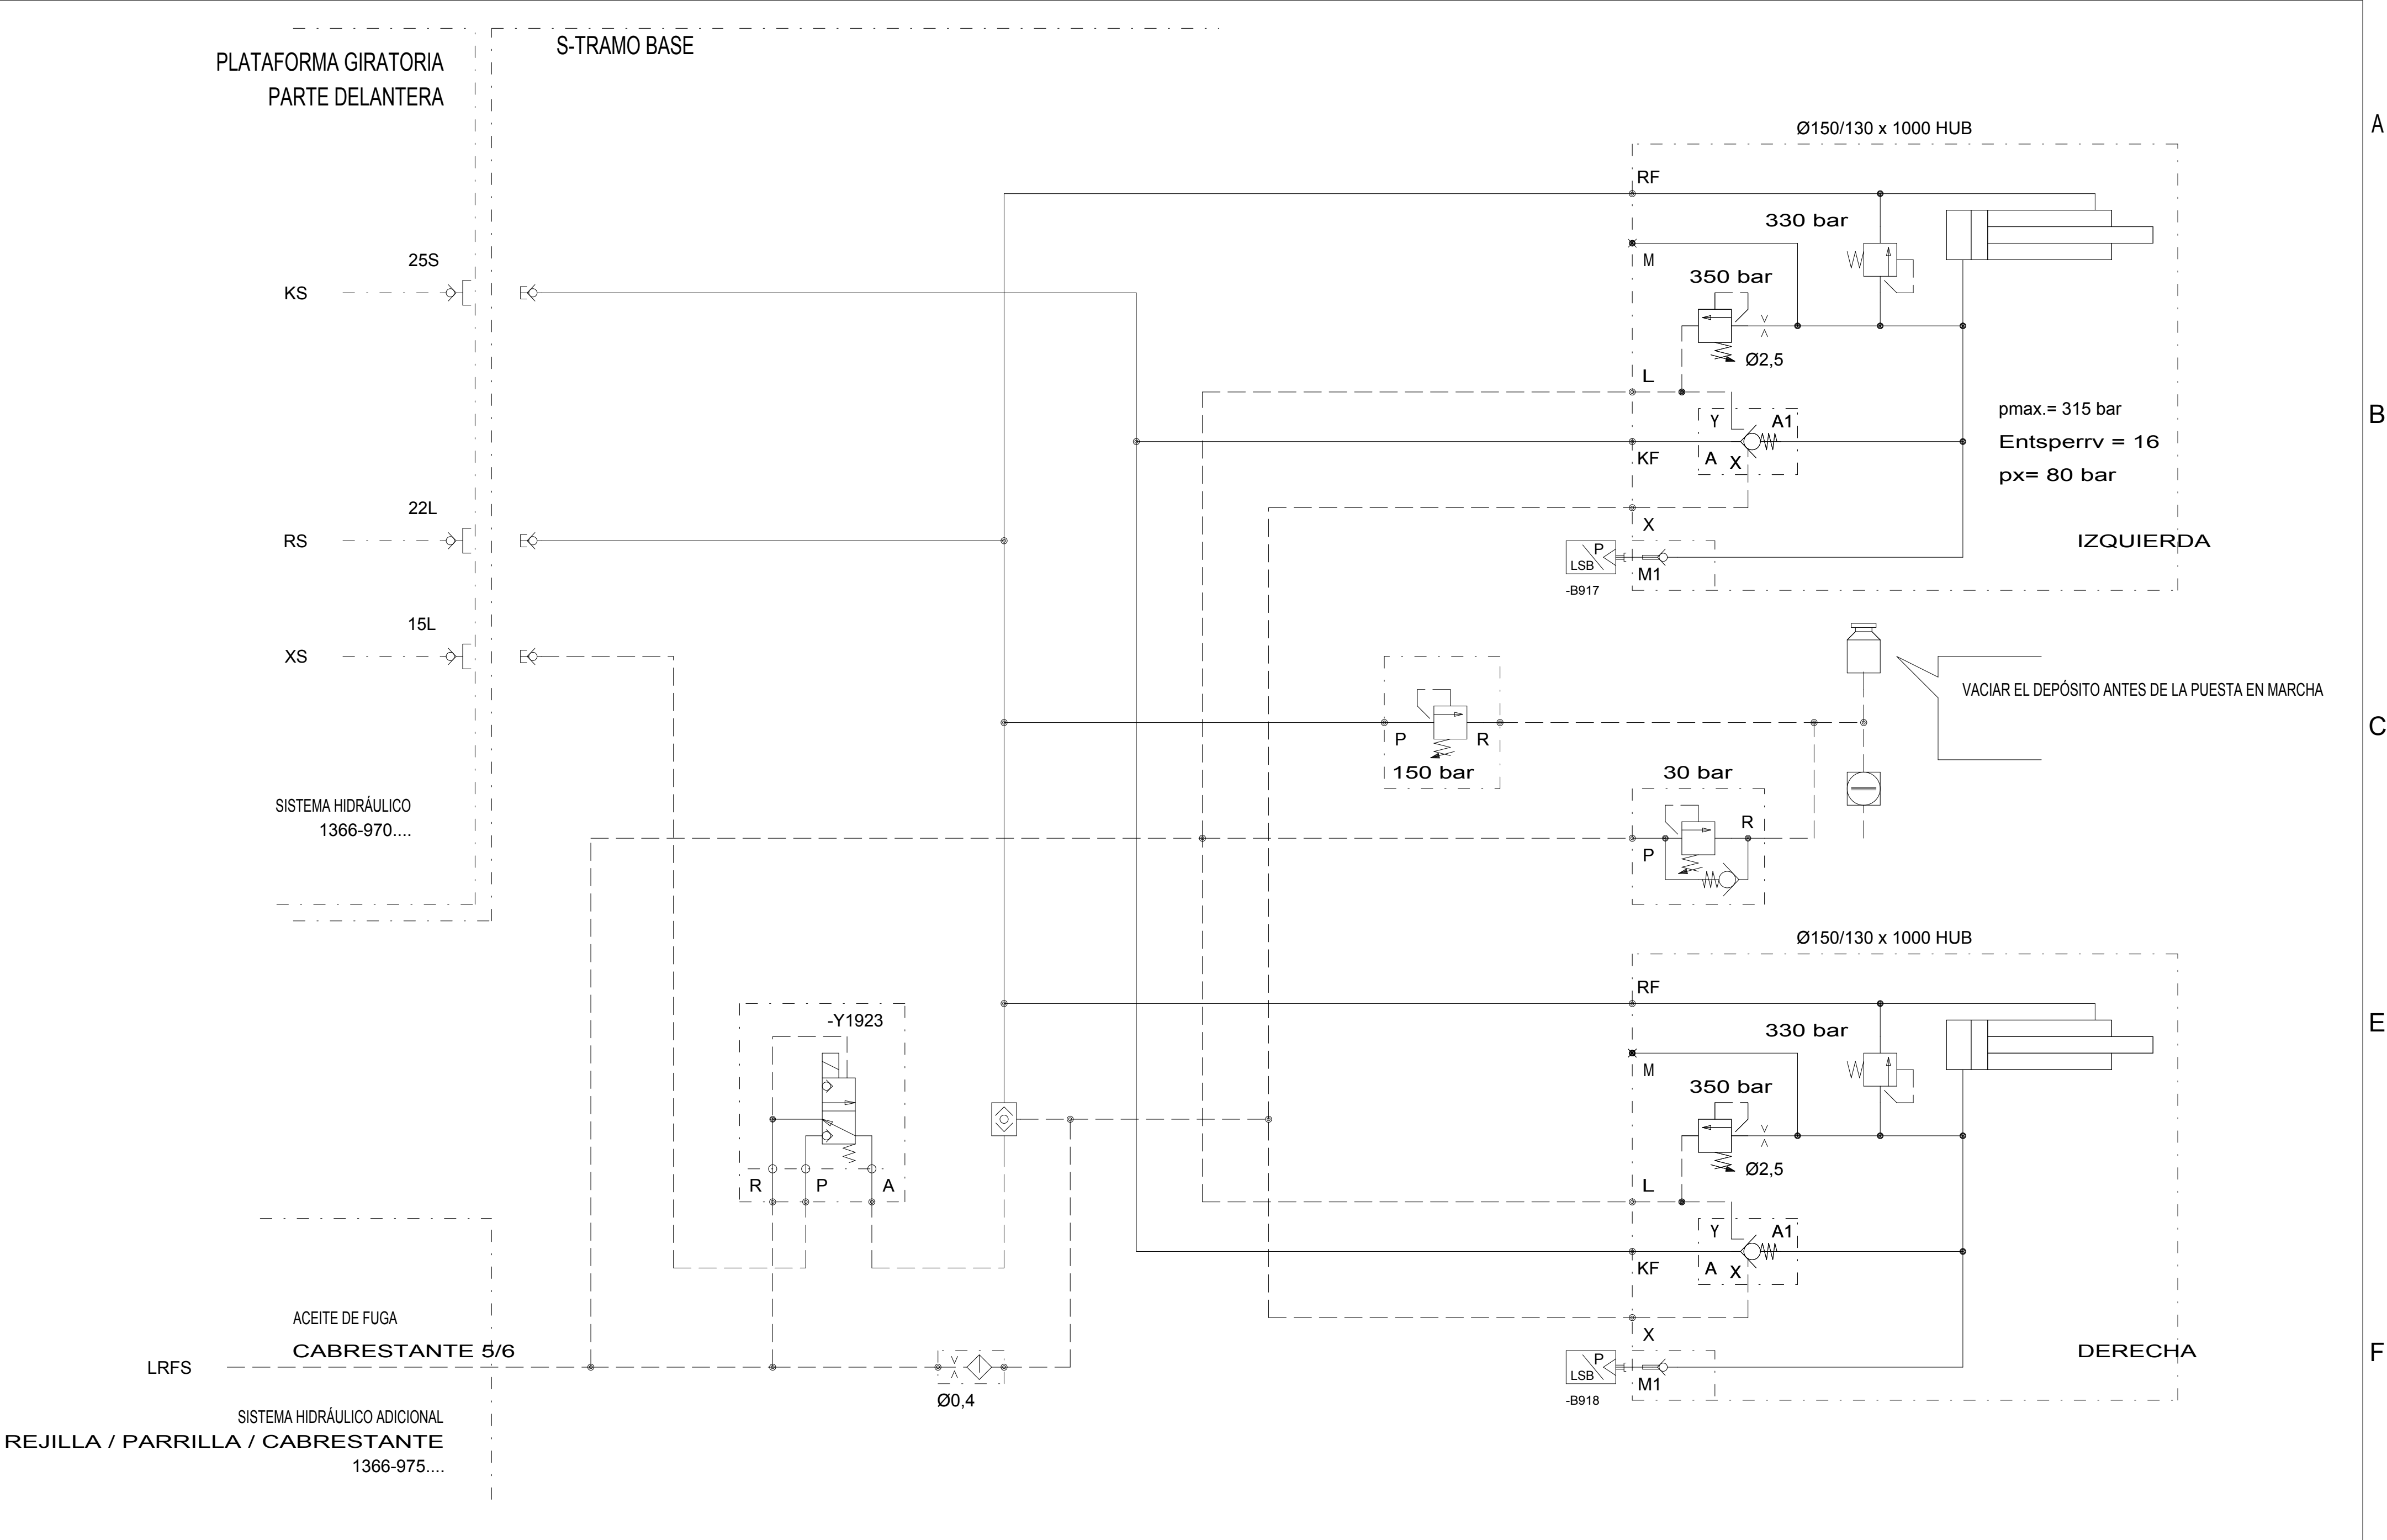 PLATAFORMA GIRATORIA
PARTE DELANTERA
S-TRAMO BASE
A
Ø150/130 x 1000 HUB
RF
330 bar
25S
KS
M
350 bar
Ø2,5
L
B
pmax.= 315 bar
Y A1
Entsperrv = 16
KF A X
px= 80 bar
22L
RS
X
IZQUIERDA
P
LSB
M1
-B917
15L
XS
VACIAR EL DEPÓSITO ANTES DE LA PUESTA EN MARCHA
C
P R
150 bar
30 bar
SISTEMA HIDRÁULICO
1366-970....
R
P
Ø150/130 x 1000 HUB
RF
-Y1923
330 bar
E
M
350 bar
Ø2,5
R P A
L
Y A1
KF A X
ACEITE DE FUGA
X
CABRESTANTE 5/6
DERECHA
F
LRFS
P
LSB
M1
-B918
Ø0,4
SISTEMA HIDRÁULICO ADICIONAL
REJILLA / PARRILLA / CABRESTANTE
1366-975....